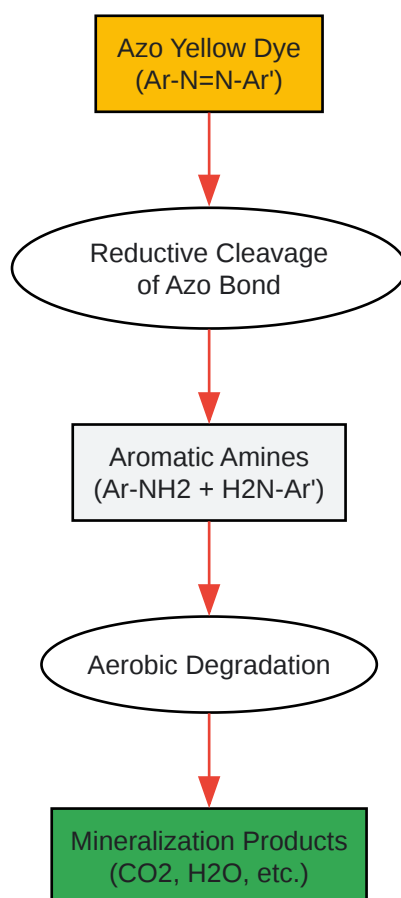 Azo Yellow Dye
(Ar-N=N-Ar')
Reductive Cleavage
of Azo Bond
Aromatic Amines
(Ar-NH2 + H2N-Ar')
Aerobic Degradation
Mineralization Products
(CO2, H2O, etc.)